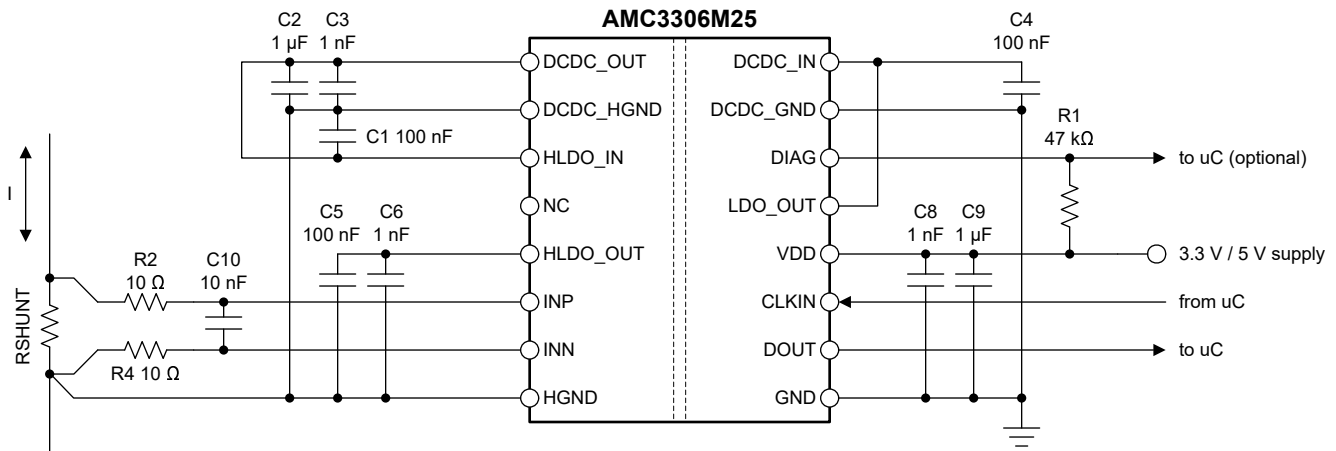 AMC3306M25
C2
1 µF
C3
1 nF
C4
100 nF
DCDC_OUT
DCDC_IN
DCDC_HGND
DCDC_GND
R1
47 kΩ
C1 100 nF
HLDO_IN
DIAG
to uC (optional)
I
NC
LDO_OUT
C5
100 nF
C6
1 nF
C8
1 nF
C9
1 µF
HLDO_OUT
VDD
3.3 V / 5 V supply
R2
10 Ω
C10
10 nF
INP
CLKIN
from uC
RSHUNT
R4 10 Ω
INN
DOUT
to uC
HGND
GND